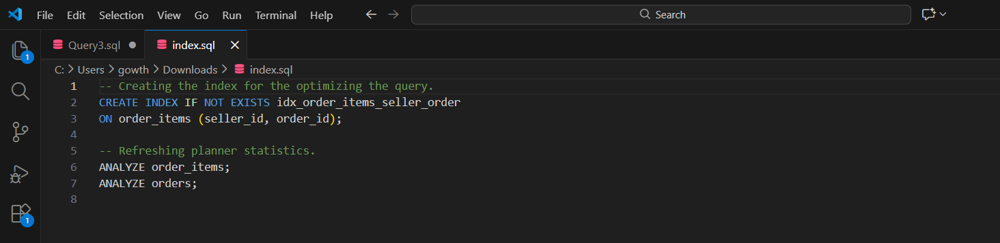 File Edit Selection View Go Run Terminal Help Search
Query3.sql index.sql
C: Users gowth Downloads index.sql
1 -- Creating the index for the optimizing the query.
2 CREATE INDEX IF NOT EXISTS idx_order_items_seller_order
3 ON order_items (seller_id, order_id);
4
5 -- Refreshing planner statistics.
6 ANALYZE order_items;
7 ANALYZE orders;
8
1
1